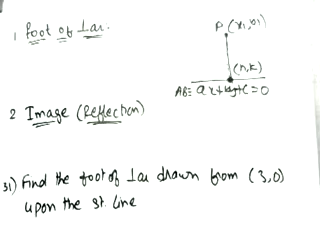 1 foot of ⊥ar.
P (x1, y1)
(h,k)
AB ≡ ax+by+c=0
2 Image (Reflection)
S1) Find the foot of ⊥ar drawn from (3,0)
upon the st. line